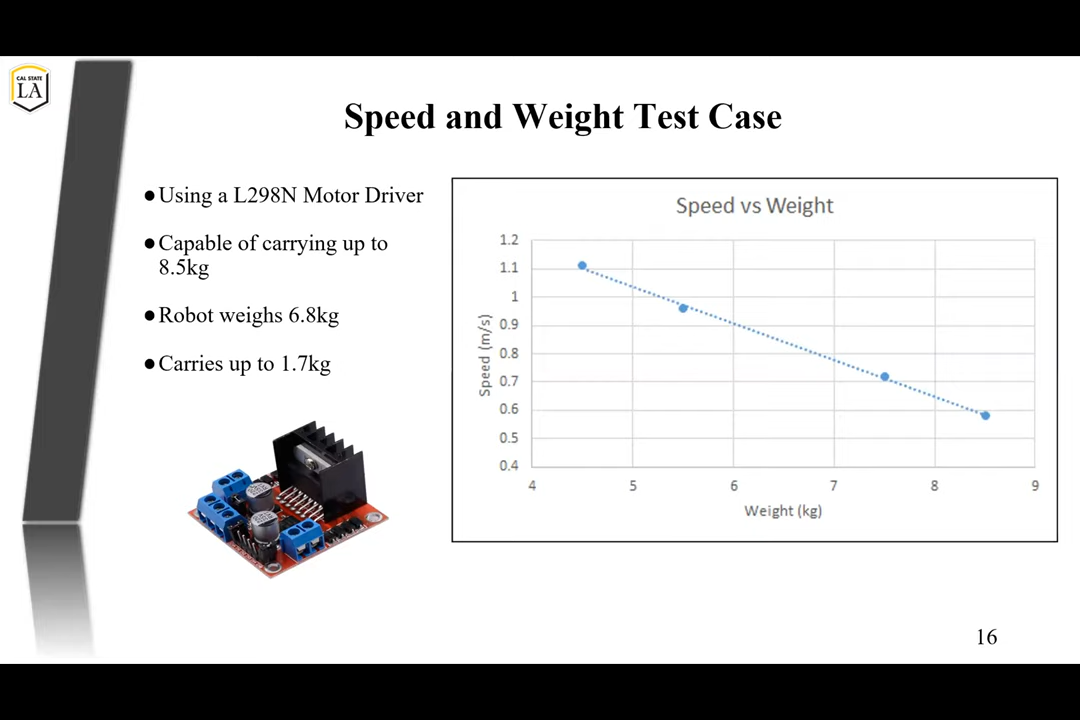 CAL STATE
LA
Speed and Weight Test Case
●Using a L298N Motor Driver
●Capable of carrying up to
8.5kg
●Robot weighs 6.8kg
●Carries up to 1.7kg
Speed vs Weight
Speed (m/s)
1.2
1.1
1
0.9
0.8
0.7
0.6
0.5
0.4
4 5 6 7 8 9
Weight (kg)
16